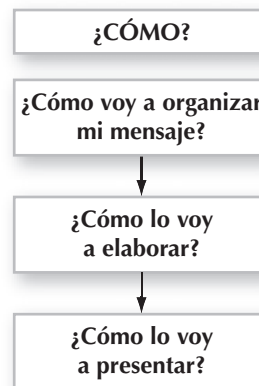 ¿CÓMO?
¿Cómo voy a organizar
mi mensaje?
¿Cómo lo voy
a elaborar?
¿Cómo lo voy
a presentar?